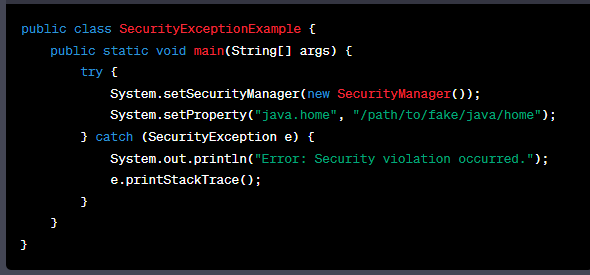 public class SecurityExceptionExample {
    public static void main(String[] args) {
        try {
            System.setSecurityManager(new SecurityManager());
            System.setProperty("java.home", "/path/to/fake/java/home");
        } catch (SecurityException e) {
            System.out.println("Error: Security violation occurred.");
            e.printStackTrace();
        }
    }
}